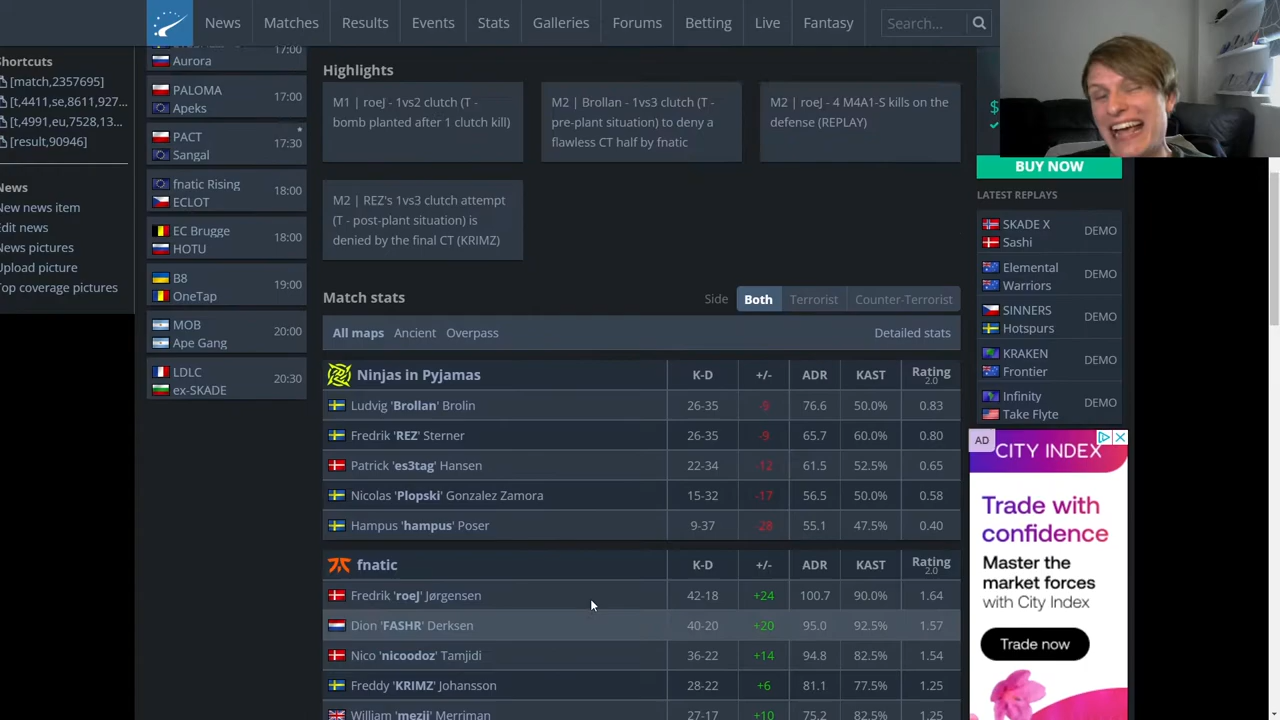 News
Matches
Results
Events
Stats
Galleries
Forums
Betting
Live
Fantasy
Search...
Shortcuts
[match,2357695]
[t,4411,se,8611,927...
[t,4991,eu,7528,13...
[result,90946]
News
New news item
Edit news
News pictures
Upload picture
Top coverage pictures
17:00
Aurora
PALOMA
Apeks
17:00
PACT
Sangal
*
17:30
fnatic Rising
ECLOT
18:00
EC Brugge
HOTU
18:00
B8
OneTap
19:00
MOB
Ape Gang
20:00
LDLC
ex-SKADE
20:30
Highlights
M1 | roeJ - 1vs2 clutch (T -
bomb planted for 1 clutch kill)
M2 | Brollan - 1vs3 clutch (T -
pre-plant situation) to deny a
flawless CT half by fnatic
M2 | roeJ - 4 M4A1-S kills on the
defense (REPLAY)
M2 | REZ's 1vs3 clutch attempt
(T - post-plant situation) is
denied by the final CT (KRIMZ)
Match stats
Side
Both
Terrorist
Counter-Terrorist
All maps
Ancient
Overpass
Detailed stats
Ninjas in Pyjamas K-D +/- ADR KAST Rating
2.0
Ludvig 'Brollan' Brolin 26-35 -9 76.6 50.0% 0.83
Fredrik 'REZ' Sterner 26-35 -9 65.7 60.0% 0.80
Patrick 'es3tag' Hansen 22-34 -12 61.5 52.5% 0.65
Nicolas 'Plopski' Gonzalez Zamora 15-32 -17 56.5 50.0% 0.58
Hampus 'hampus' Poser 9-37 -28 55.1 47.5% 0.40
fnatic K-D +/- ADR KAST Rating
2.0
Fredrik 'roeJ' Jørgensen 42-18 +24 100.7 90.0% 1.64
Dion 'FASHR' Derksen 40-20 +20 95.0 92.5% 1.57
Nico 'nicoodoz' Tamjidi 36-22 +14 94.8 82.5% 1.54
Freddy 'KRIMZ' Johansson 28-22 +6 81.1 77.5% 1.25
William 'mezii' Merriman 27-17 +10 75.2 82.5% 1.25
$
BUY NOW
LATEST REPLAYS
SKADE X
Sashi
DEMO
Elemental
Warriors
DEMO
SINNERS
Hotspurs
DEMO
KRAKEN
Frontier
DEMO
Infinity
Take Flyte
DEMO
AD
CITY INDEX
Trade with
confidence
Master the
market forces
with City Index
Trade now